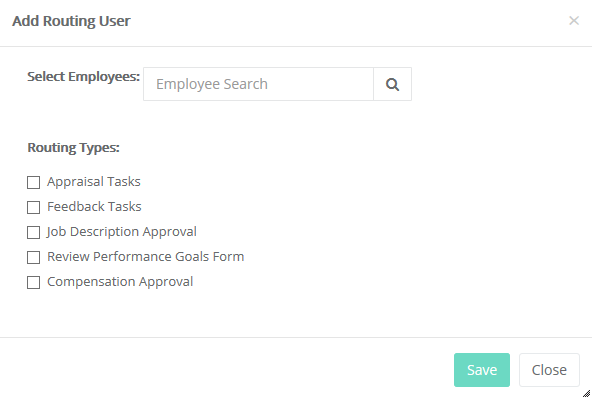 Add Routing User ×
Select Employees: Employee Search
Routing Types:
Appraisal Tasks
Feedback Tasks
Job Description Approval
Review Performance Goals Form
Compensation Approval
Save Close